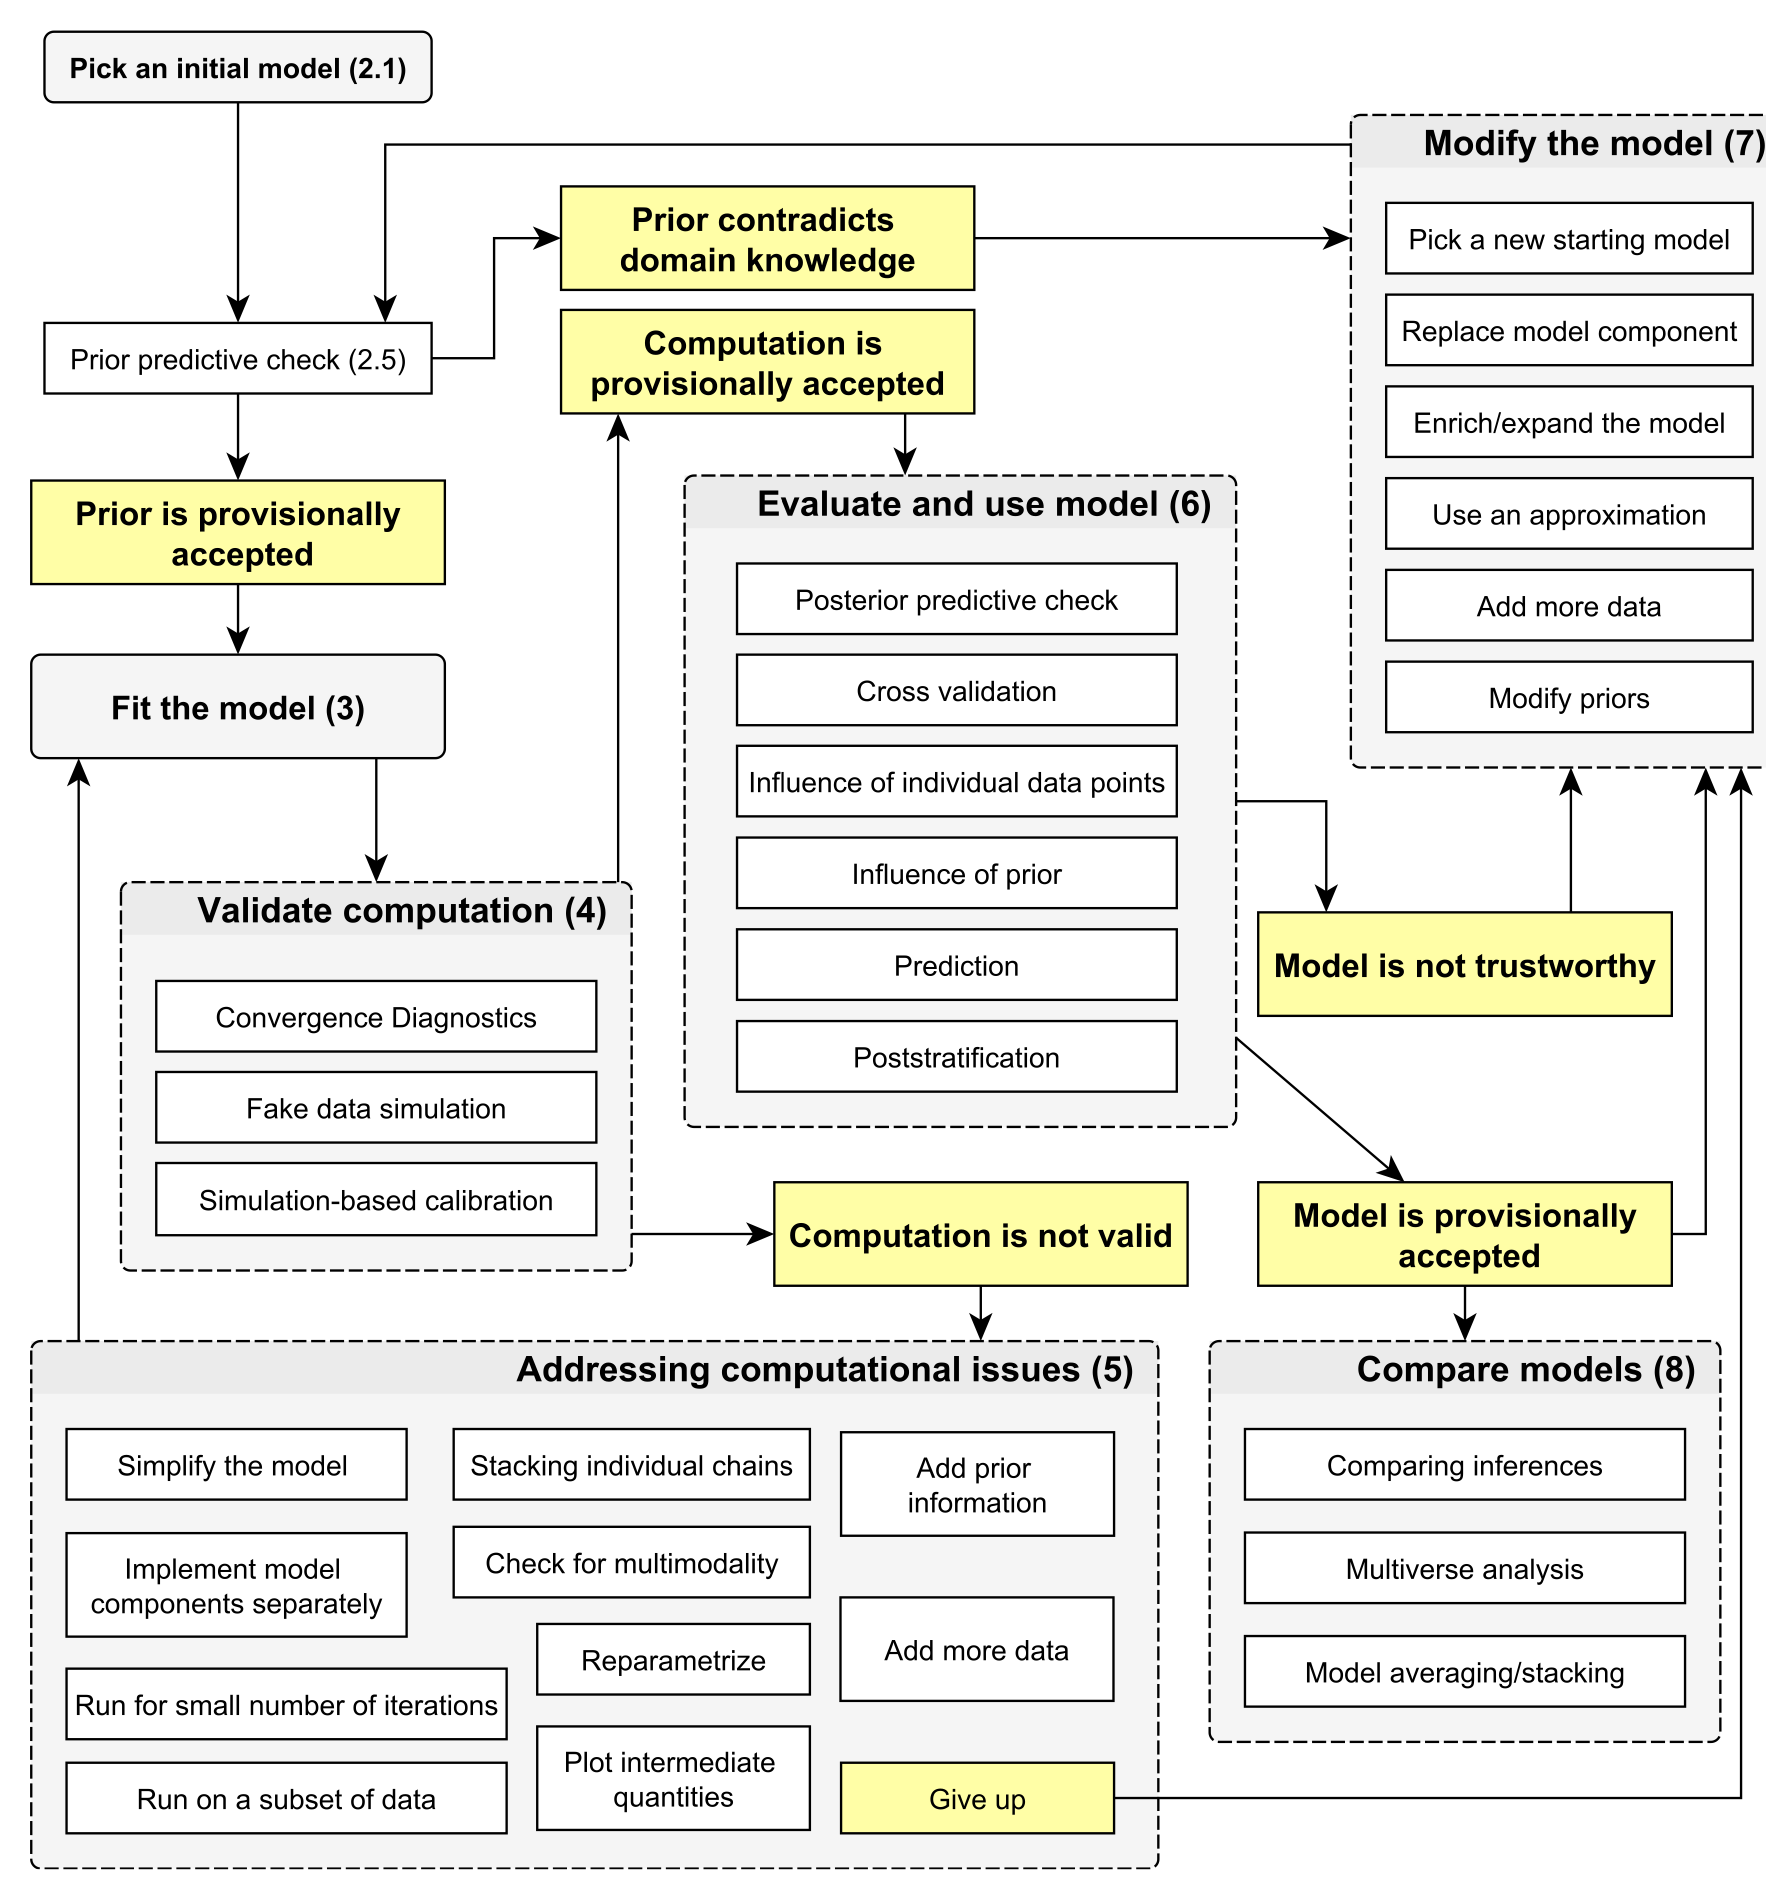 Pick an initial model (2.1)
Modify the model (7)
Pick a new starting model
Replace model component
Enrich/expand the model
Use an approximation
Add more data
Modify priors
Prior contradicts
domain knowledge
Prior predictive check (2.5)
Computation is
provisionally accepted
Prior is provisionally
accepted
Fit the model (3)
Evaluate and use model (6)
Posterior predictive check
Cross validation
Influence of individual data points
Influence of prior
Prediction
Poststratification
Validate computation (4)
Convergence Diagnostics
Fake data simulation
Simulation-based calibration
Model is not trustworthy
Computation is not valid
Model is provisionally
accepted
Addressing computational issues (5)
Simplify the model
Implement model
components separately
Run for small number of iterations
Run on a subset of data
Stacking individual chains
Check for multimodality
Reparametrize
Plot intermediate
quantities
Add prior
information
Add more data
Give up
Compare models (8)
Comparing inferences
Multiverse analysis
Model averaging/stacking